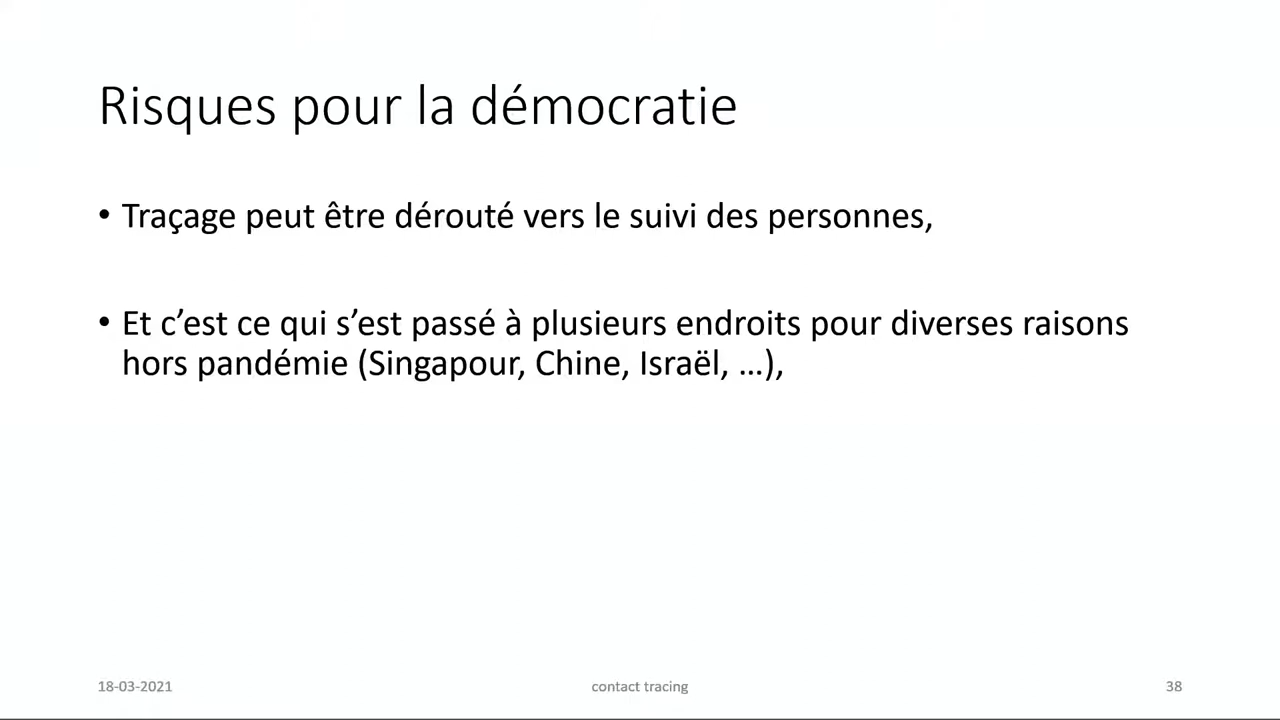 Risques pour la démocratie
• Traçage peut être dérouté vers le suivi des personnes,
• Et c’est ce qui s’est passé à plusieurs endroits pour diverses raisons
hors pandémie (Singapour, Chine, Israël, …),
18-03-2021
contact tracing
38